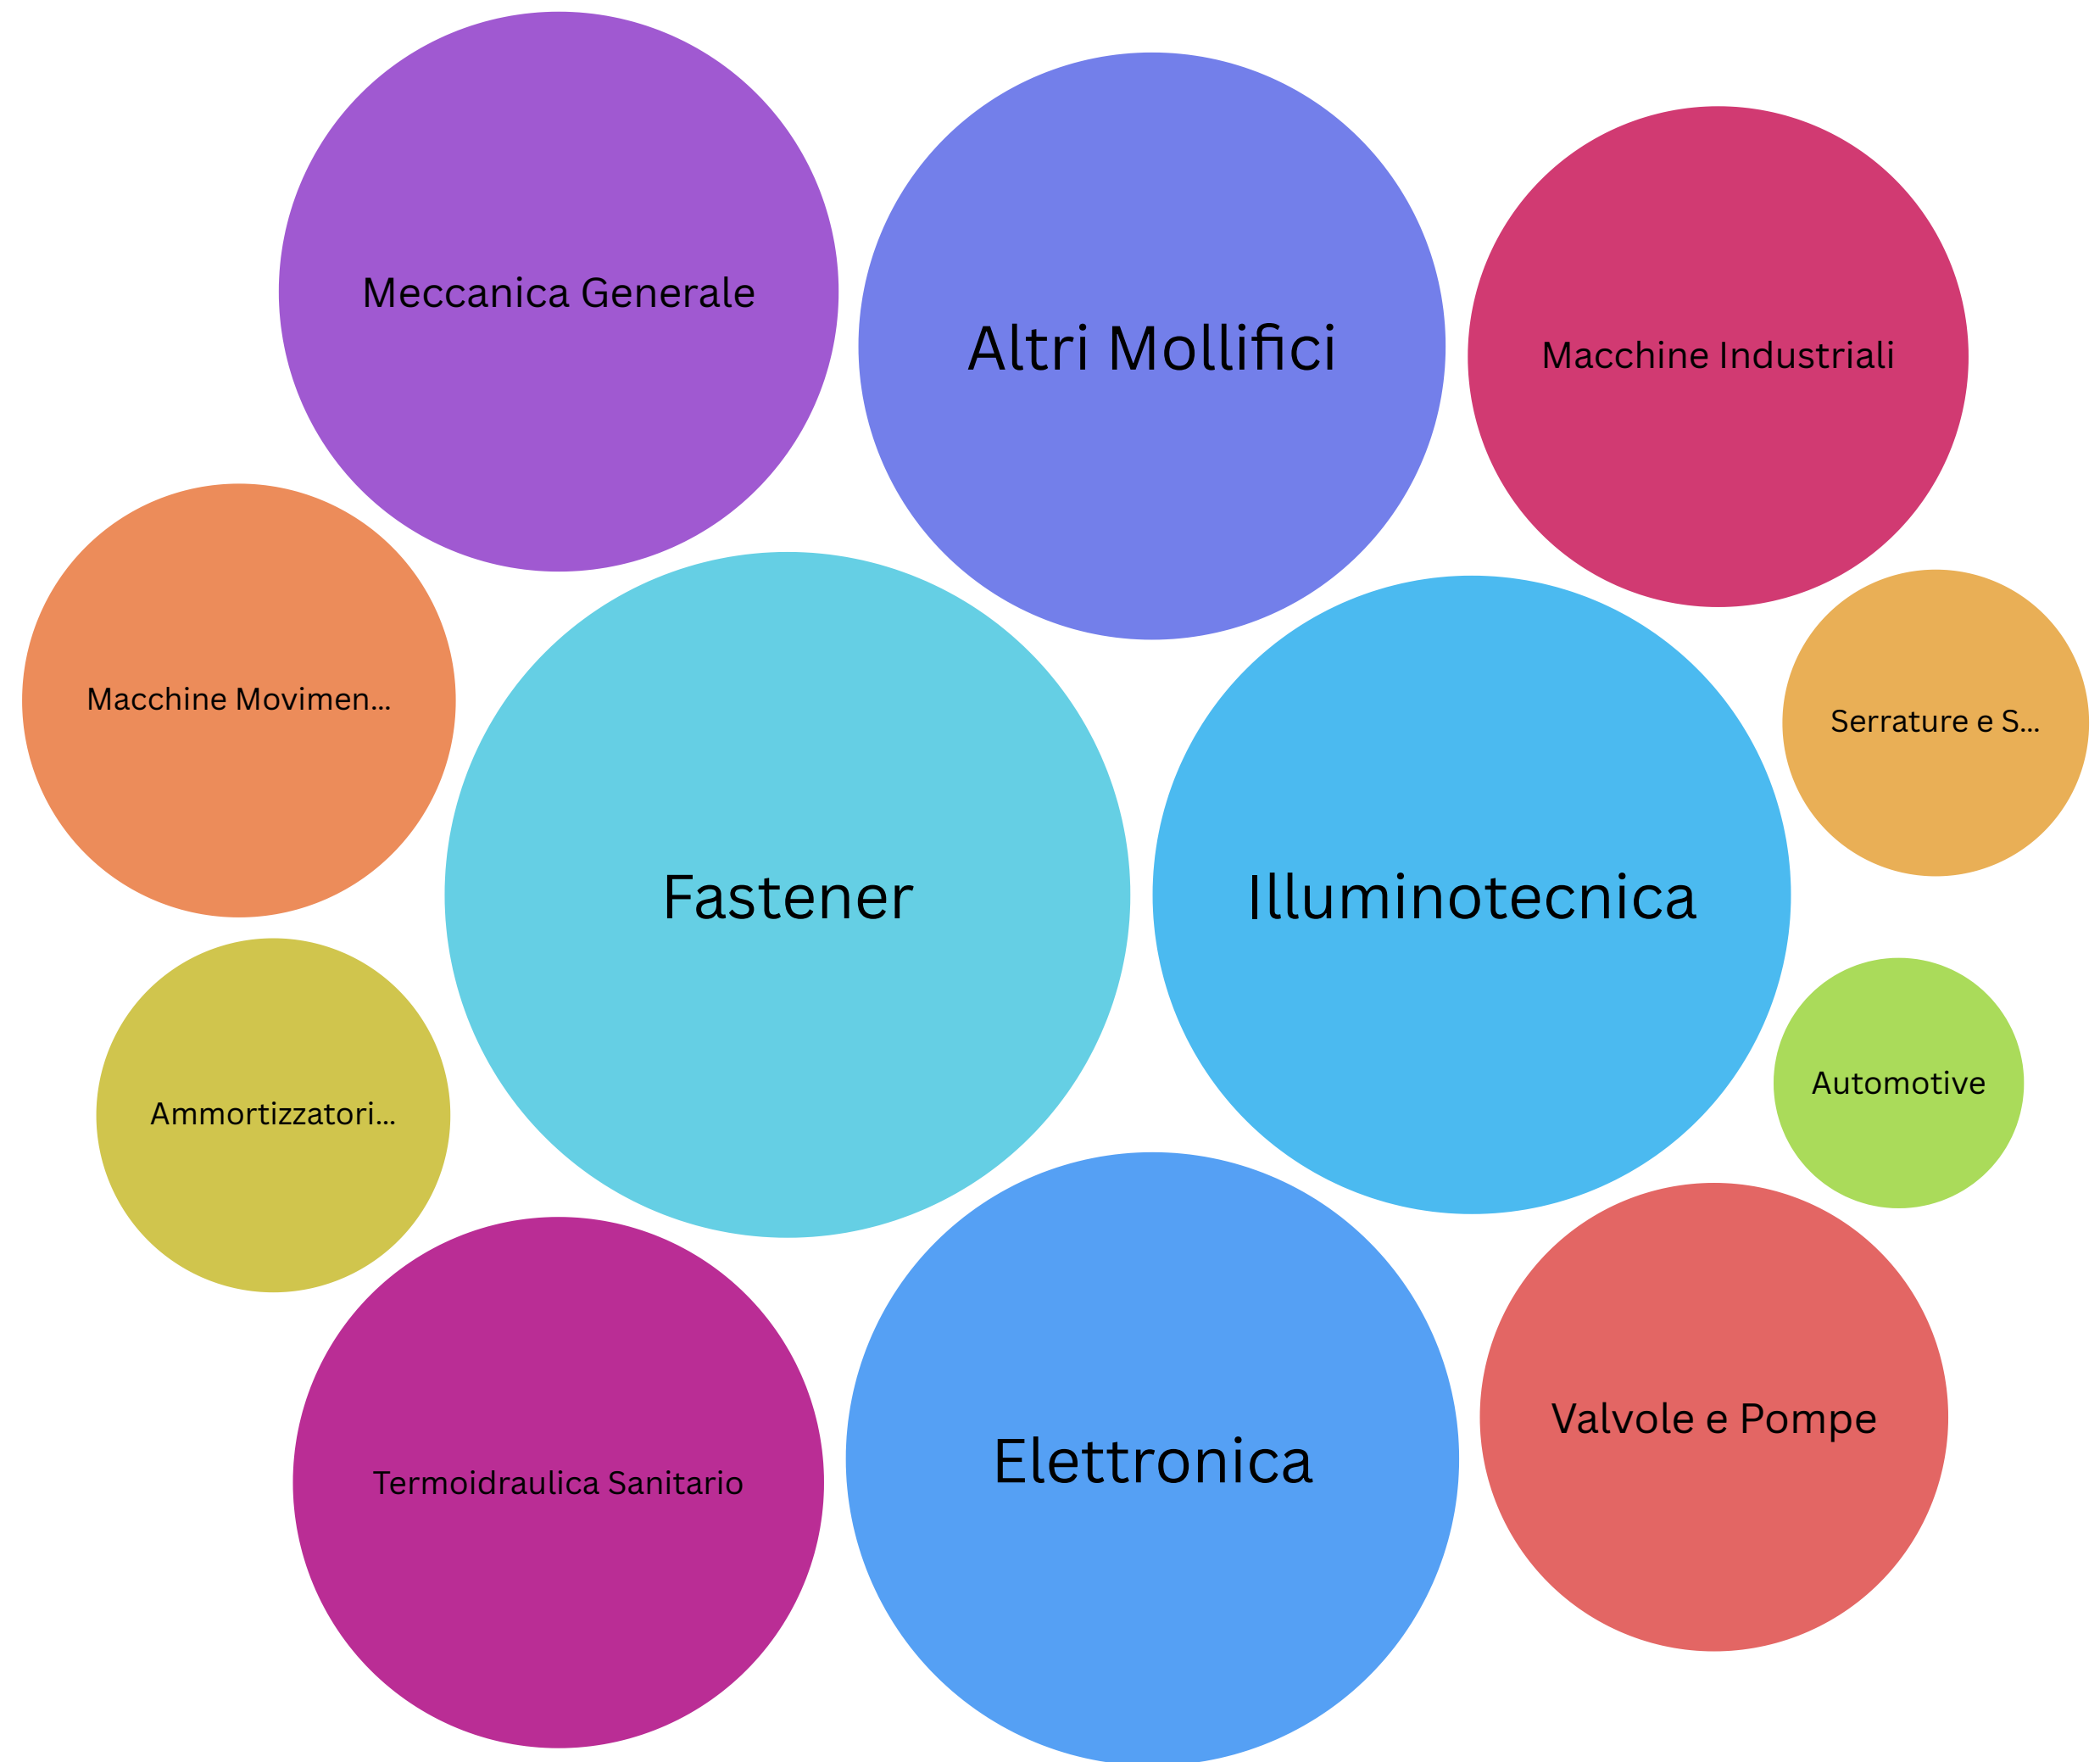 Meccanica Generale
Altri Mollifici
Macchine Industriali
Macchine Movimen...
Serrature e S...
Fastener
Illuminotecnica
Automotive
Ammortizzatori...
Valvole e Pompe
Elettronica
Termoidraulica Sanitario